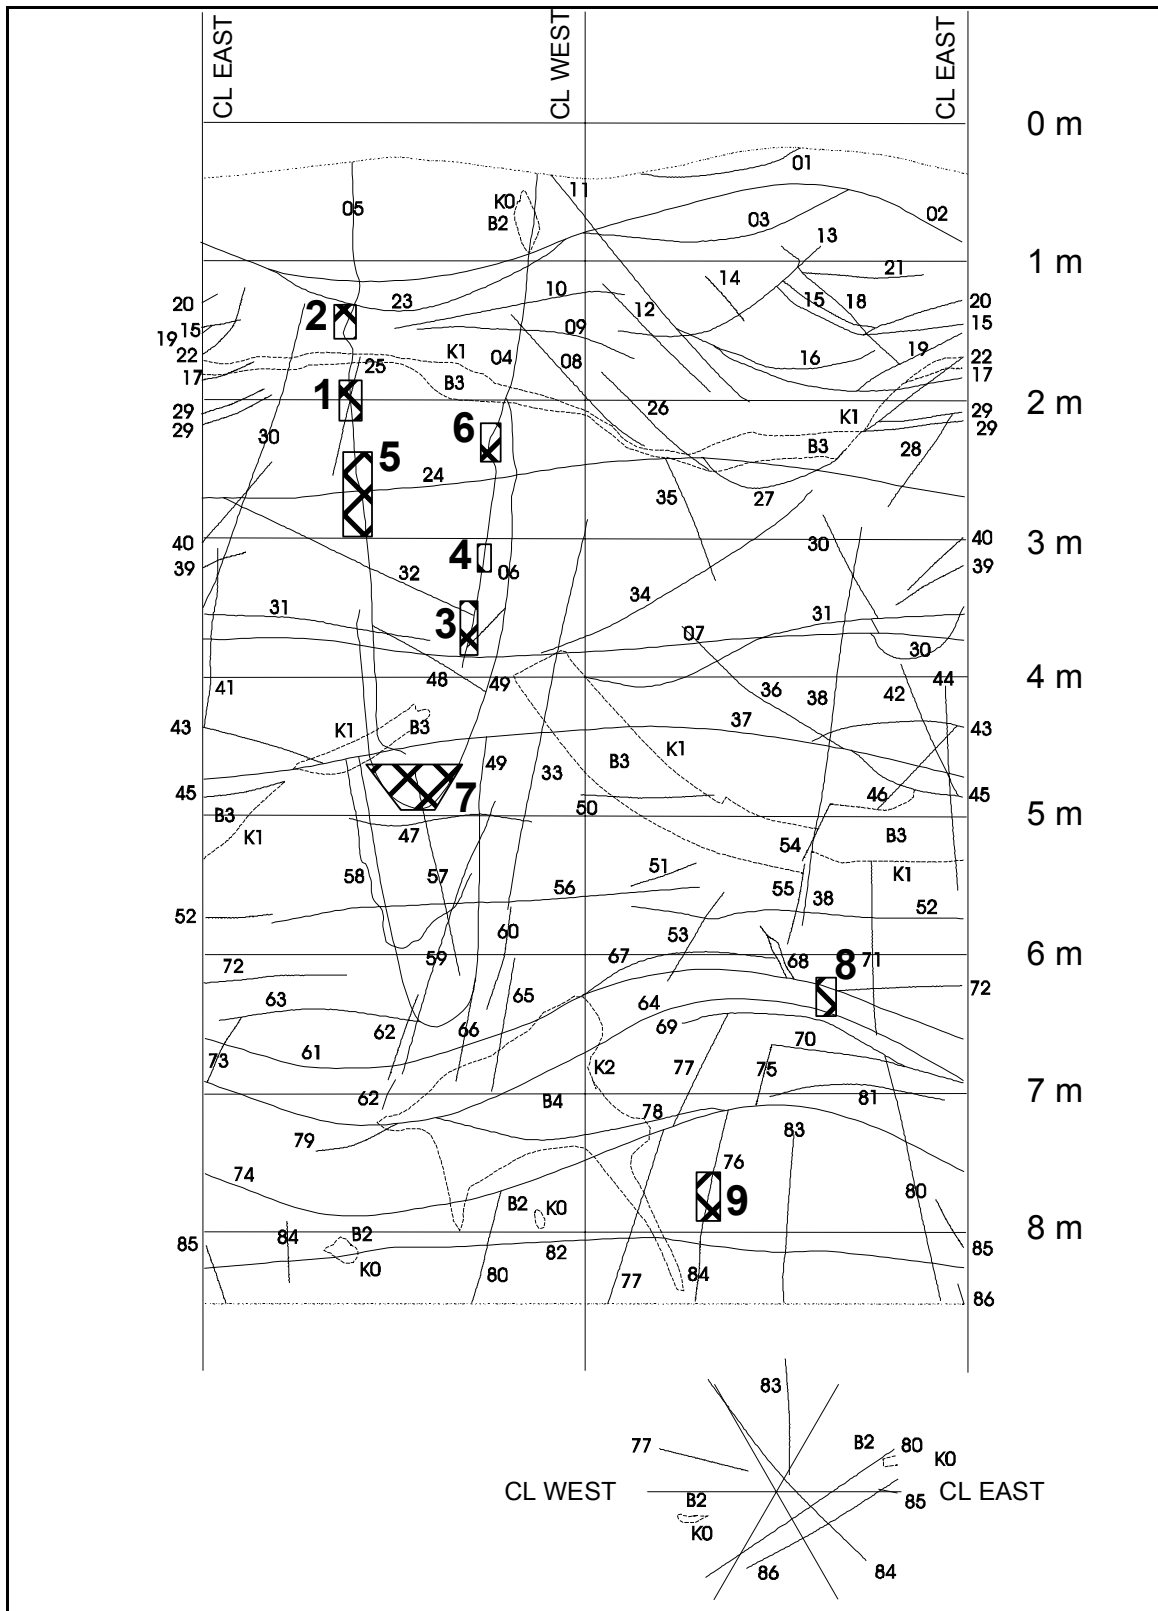 CL EAST CL WEST CL EAST
0 m
01
K0 11
05 02
B2 03
13
1 m
14 21
10
20 23 15 18 20
2 12
15 09 15
19 K1 04 19
22 25 08 16 22
17 B3 17
1 2 m
29 26 K1 29
29 6 29
30 B3 28
5
24
35 27
40 30 40 3 m
4
39 32 06 39
34
31 31
3 07
30
48 49 44 4 m
41 36 38 42
43 K1 B3 37 43
K1
49 33 B3
45 7 46 45
B3 50 5 m
K1 47 54 B3
51
58 57 K1
56 55 38
52 52
60 53
59 67 68 8 71 6 m
72 72
63 65 64
62 66 69
70
61
73 K2 77 75
62 B4 81 7 m
78
79 83
74 76
B2 K0 9 80
84 B2 8 m
85 82 85
K0 80 77 84
86
83
77 B2 80
K0
CL WEST CL EAST
B2 85
K0
86 84